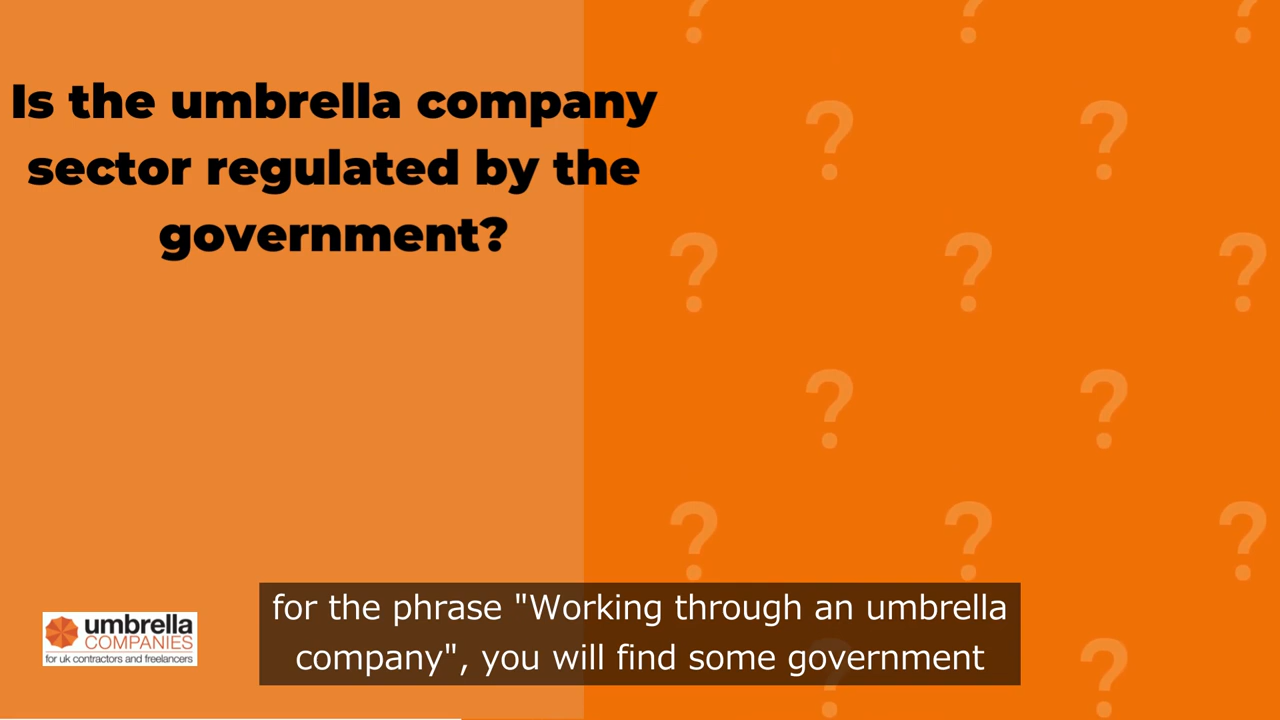 Is the umbrella company
sector regulated by the
government?
? ? ?
? ?
? ? ?
? ?
? ? ?
? ?
umbrella
COMPANIES
for uk contractors and freelancers
for the phrase "Working through an umbrella
company", you will find some government